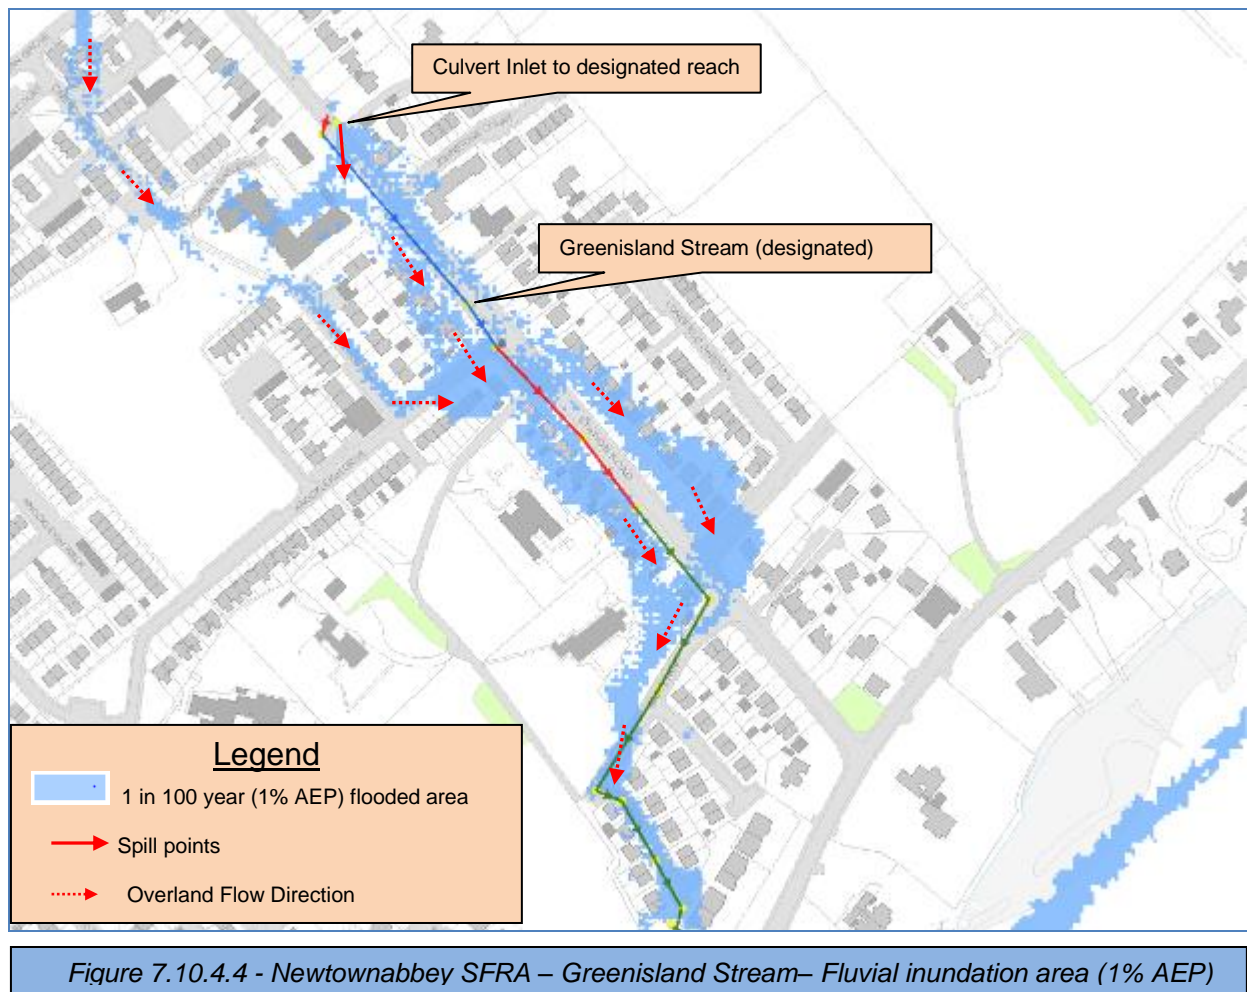 Culvert Inlet to designated reach
Greenisland Stream (designated)
Legend
1 in 100 year (1% AEP) flooded area
Spill points
Overland Flow Direction
Figure 7.10.4.4 - Newtownabbey SFRA – Greenisland Stream– Fluvial inundation area (1% AEP)